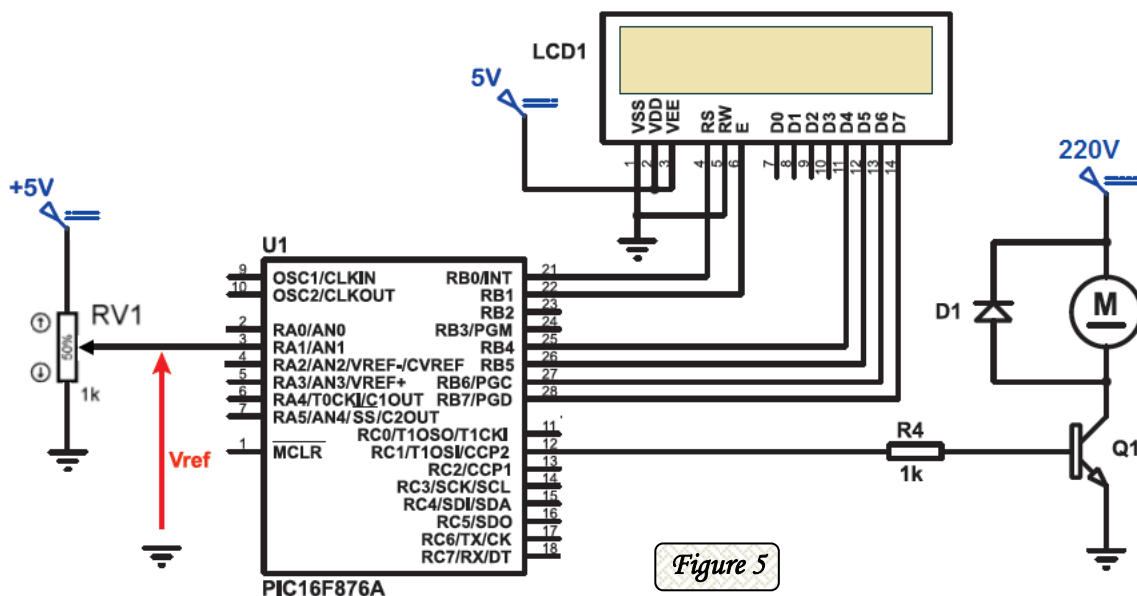 LCD1
5V
VSS
VDD
VEE
RS
RW
E
D0
D1
D2
D3
D4
D5
D6
D7
1
2
3
4
5
6
7
8
9
10
11
12
13
14
220V
+5V
RV1
50%
1k
Vref
U1
9 OSC1/CLKIN
10 OSC2/CLKOUT
2 RA0/AN0
3 RA1/AN1
4 RA2/AN2/VREF-/CVREF
5 RA3/AN3/VREF+
6 RA4/T0CKI/C1OUT
7 RA5/AN4/SS/C2OUT
1 MCLR
RB0/INT 21
RB1 22
RB2 23
RB3/PGM 24
RB4 25
RB5 26
RB6/PGC 27
RB7/PGD 28
RC0/T1OSO/T1CKI 11
RC1/T1OSI/CCP2 12
RC2/CCP1 13
RC3/SCK/SCL 14
RC4/SDI/SDA 15
RC5/SDO 16
RC6/TX/CK 17
RC7/RX/DT 18
PIC16F876A
R4
1k
D1
M
Q1
Figure 5